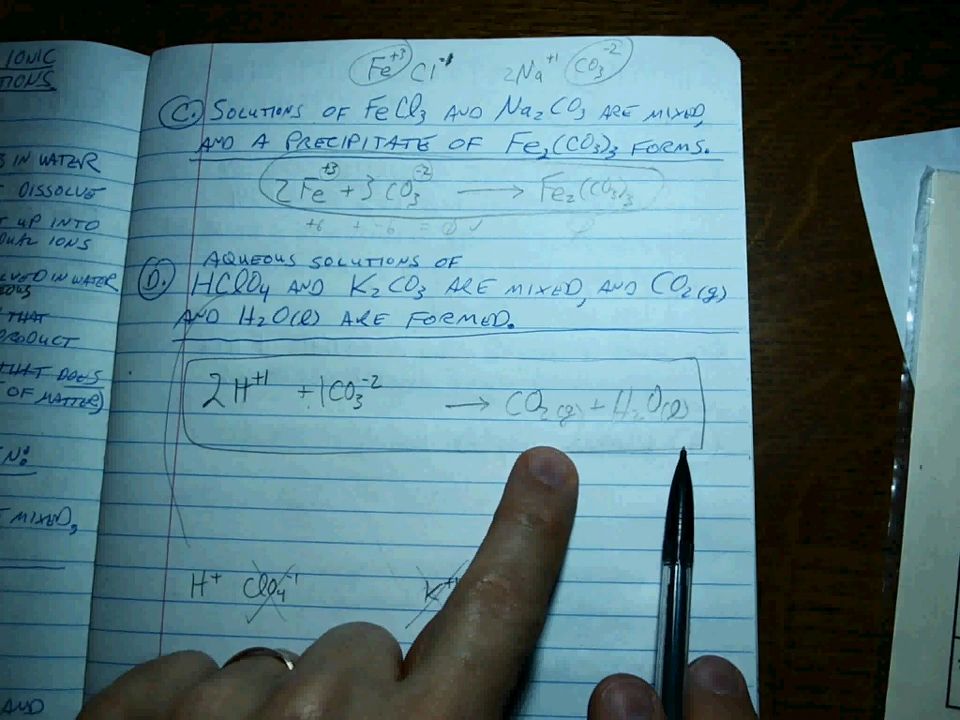 IONIC
TIONS
S IN WATER
DISSOLVE
UP INTO
IONS
IN WATER
THAT
PRODUCT
THAT DOES
OF MATTER)
N:
MIXED,
AND
Fe+3 Cl-1 2Na+1 CO3-2
C. SOLUTIONS OF FeCl3 AND Na2CO3 ARE MIXED,
AND A PRECIPITATE OF Fe2(CO3)3 FORMS.
2Fe+3 + 3CO3-2 → Fe2(CO3)3
+6 + -6 = 0 ✓
AQUEOUS SOLUTIONS OF
D. HClO4 AND K2CO3 ARE MIXED, AND CO2(g)
AND H2O(l) ARE FORMED.
2H+1 + 1CO3-2 → CO2(g) + H2O(l)
H+ ClO4-1 K+1